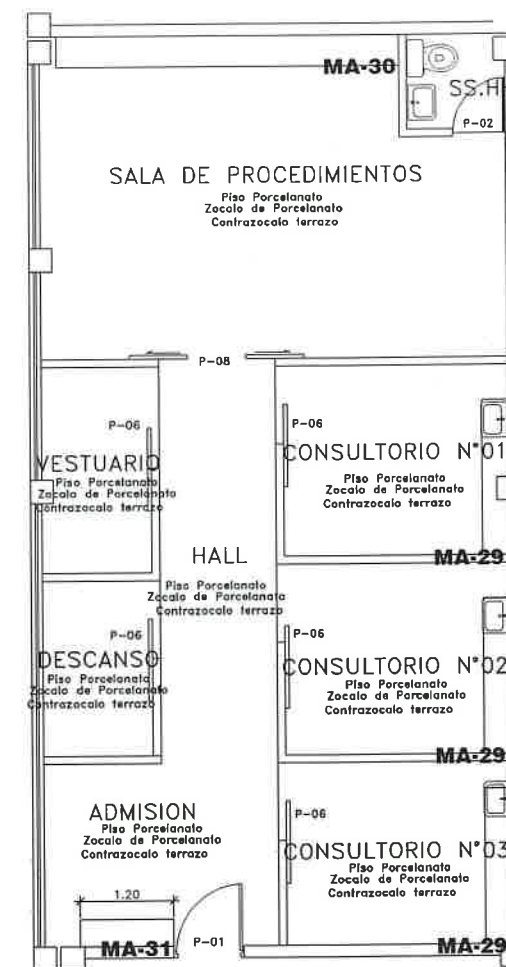 MA-30
SS.H
P-02
SALA DE PROCEDIMIENTOS
Piso Porcelanato
Zocalo de Porcelanato
Contrazocalo terrazo
P-08
P-06
VESTUARIO
Piso Porcelanato
Zocalo de Porcelanato
Contrazocalo terrazo
P-06
CONSULTORIO N°01
Piso Porcelanato
Zocalo de Porcelanato
Contrazocalo terrazo
MA-29
HALL
Piso Porcelanato
Zocalo de Porcelanato
Contrazocalo terrazo
P-06
DESCANSO
Piso Porcelanato
Zocalo de Porcelanato
Contrazocalo terrazo
P-06
CONSULTORIO N°02
Piso Porcelanato
Zocalo de Porcelanato
Contrazocalo terrazo
MA-29
ADMISION
Piso Porcelanato
Zocalo de Porcelanato
Contrazocalo terrazo
P-06
CONSULTORIO N°03
Piso Porcelanato
Zocalo de Porcelanato
Contrazocalo terrazo
1.20
MA-31
P-01
MA-29